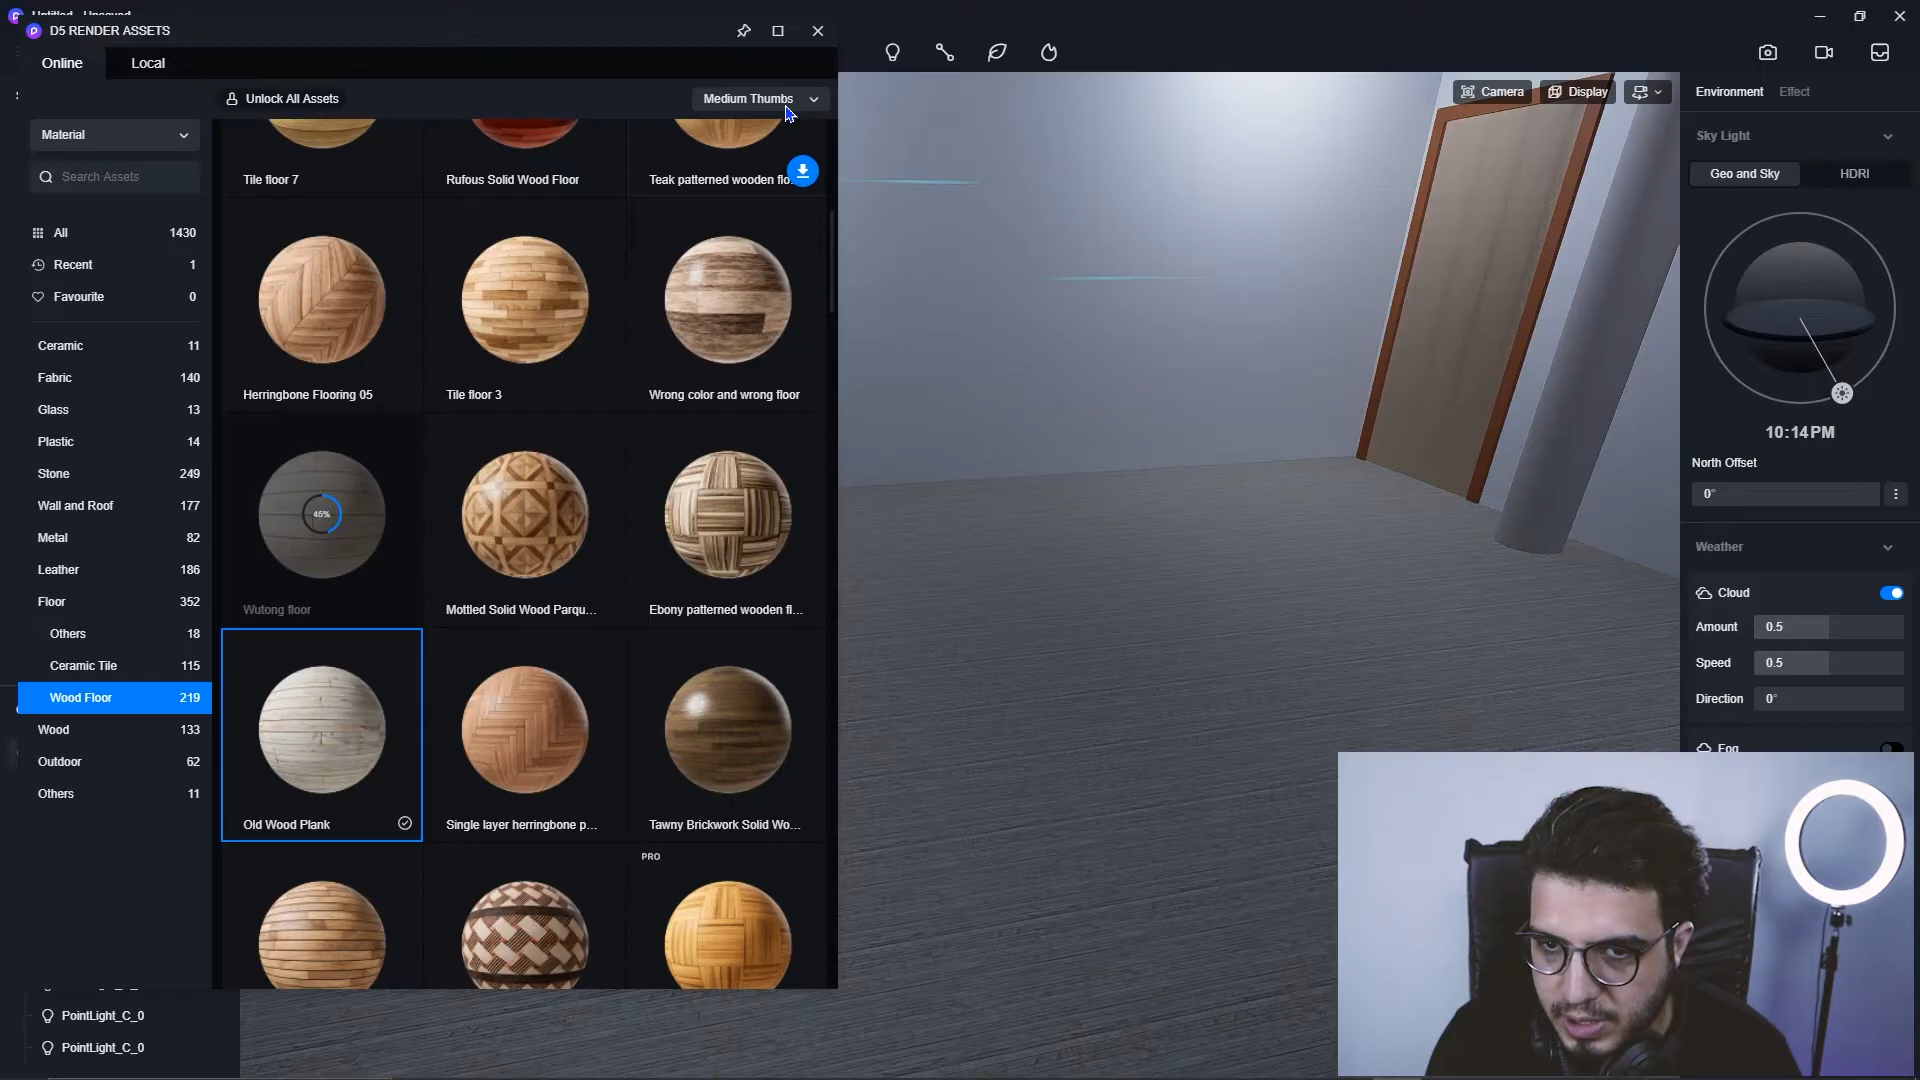 Untitled - Unsaved
D5 RENDER ASSETS
Online
Local
Unlock All Assets
Medium Thumbs
Material
Search Assets
All 1430
Recent 1
Favourite 0
Ceramic 11
Fabric 140
Glass 13
Plastic 14
Stone 249
Wall and Roof 177
Metal 82
Leather 186
Floor 352
Others 18
Ceramic Tile 115
Wood Floor 219
Wood 133
Outdoor 62
Others 11
PointLight_C_0
PointLight_C_0
Tile floor 7
Rufous Solid Wood Floor
Teak patterned wooden flo...
Herringbone Flooring 05
Tile floor 3
Wrong color and wrong floor
45%
Wutong floor
Mottled Solid Wood Parqu...
Ebony patterned wooden fl...
Old Wood Plank
Single layer herringbone p...
Tawny Brickwork Solid Wo...
PRO
Camera
Display
Environment
Effect
Sky Light
Geo and Sky
HDRI
10:14PM
North Offset
0°
Weather
Cloud
Amount 0.5
Speed 0.5
Direction 0°
Fog